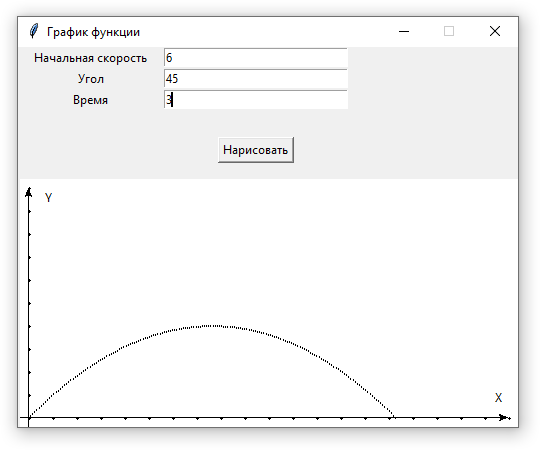 График функции
Начальная скорость 6
Угол 45
Время 3
Нарисовать
Y
X